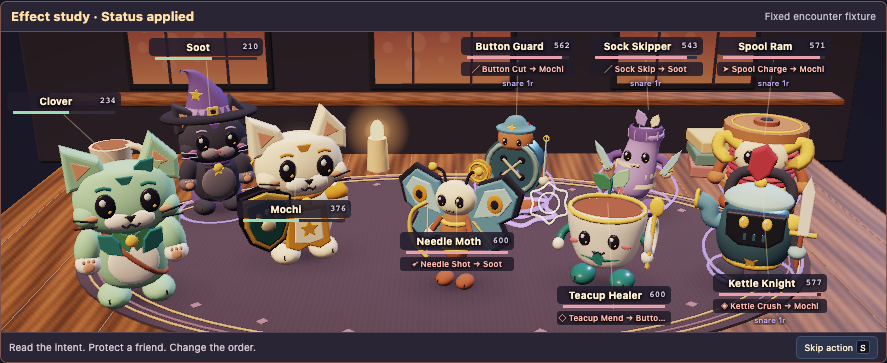 Effect study · Status applied
Fixed encounter fixture
Soot 210
Button Guard 562
Button Cut → Mochi
snare 1r
Sock Skipper 543
Sock Skip → Soot
snare 1r
Spool Ram 571
Spool Charge → Mochi
snare 1r
Clover 234
Mochi 376
Needle Moth 600
Needle Shot → Soot
Teacup Healer 600
Teacup Mend → Butto...
Kettle Knight 577
Kettle Crush → Mochi
snare 1r
Read the intent. Protect a friend. Change the order.
Skip action S